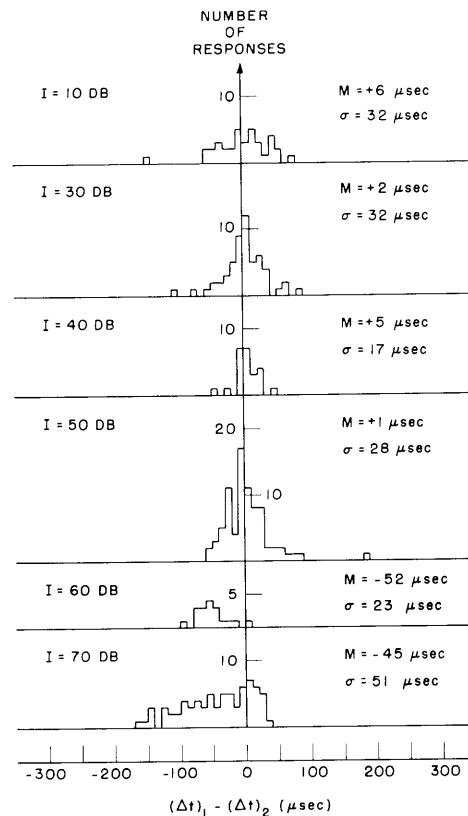 NUMBER
OF
RESPONSES
I = 10 DB
10
M = +6 μsec
σ = 32 μsec
I = 30 DB
10
M = +2 μsec
σ = 32 μsec
I = 40 DB
10
M = +5 μsec
σ = 17 μsec
I = 50 DB
20
10
M = +1 μsec
σ = 28 μsec
I = 60 DB
5
M = -52 μsec
σ = 23 μsec
I = 70 DB
10
M = -45 μsec
σ = 51 μsec
-300 -200 -100 0 100 200 300
(Δt)₁ - (Δt)₂ (μsec)